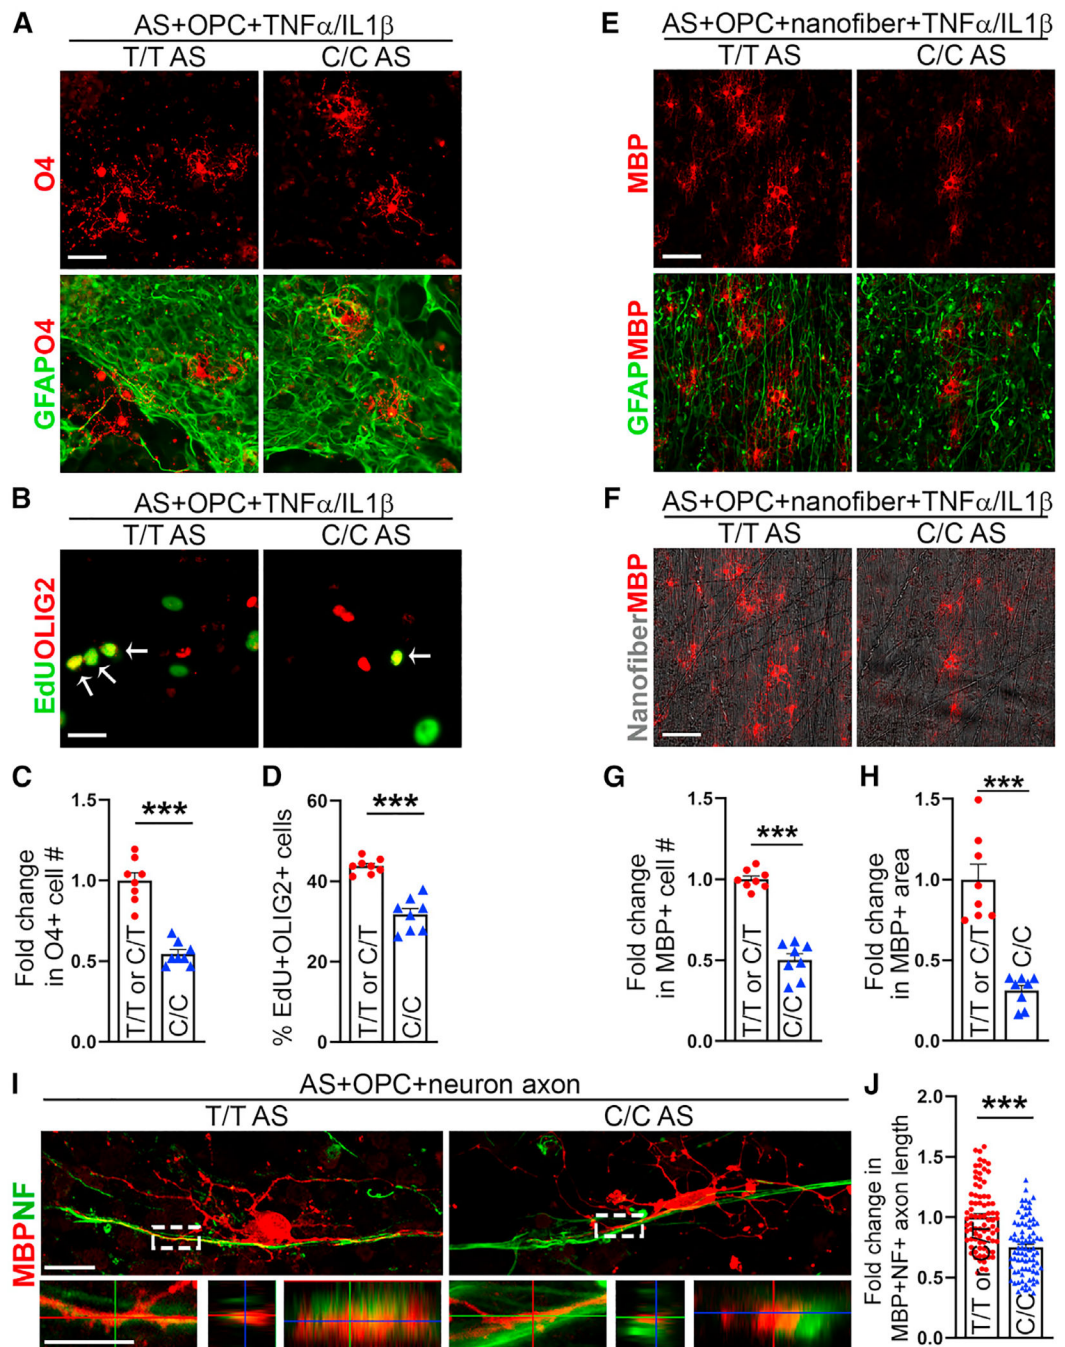 A
AS+OPC+TNFα/IL1β
T/T AS
C/C AS
O4
GFAPO4
B
AS+OPC+TNFα/IL1β
T/T AS
C/C AS
EdUOLIG2
C
Fold change
in O4+ cell #
1.5
1.0
0.5
0.0
***
T/T or C/T
C/C
D
% EdU+OLIG2+ cells
60
40
20
0
***
T/T or C/T
C/C
E
AS+OPC+nanofiber+TNFα/IL1β
T/T AS
C/C AS
MBP
GFAPMBP
F
AS+OPC+nanofiber+TNFα/IL1β
T/T AS
C/C AS
NanofiberMBP
G
Fold change
in MBP+ cell #
1.5
1.0
0.5
0.0
***
T/T or C/T
C/C
H
Fold change
in MBP+ area
1.5
1.0
0.5
0.0
***
T/T or C/T
C/C
I
AS+OPC+neuron axon
T/T AS
C/C AS
MBPNF
J
Fold change in
MBP+NF+ axon length
2.0
1.5
1.0
0.5
0.0
***
T/T or C/T
C/C